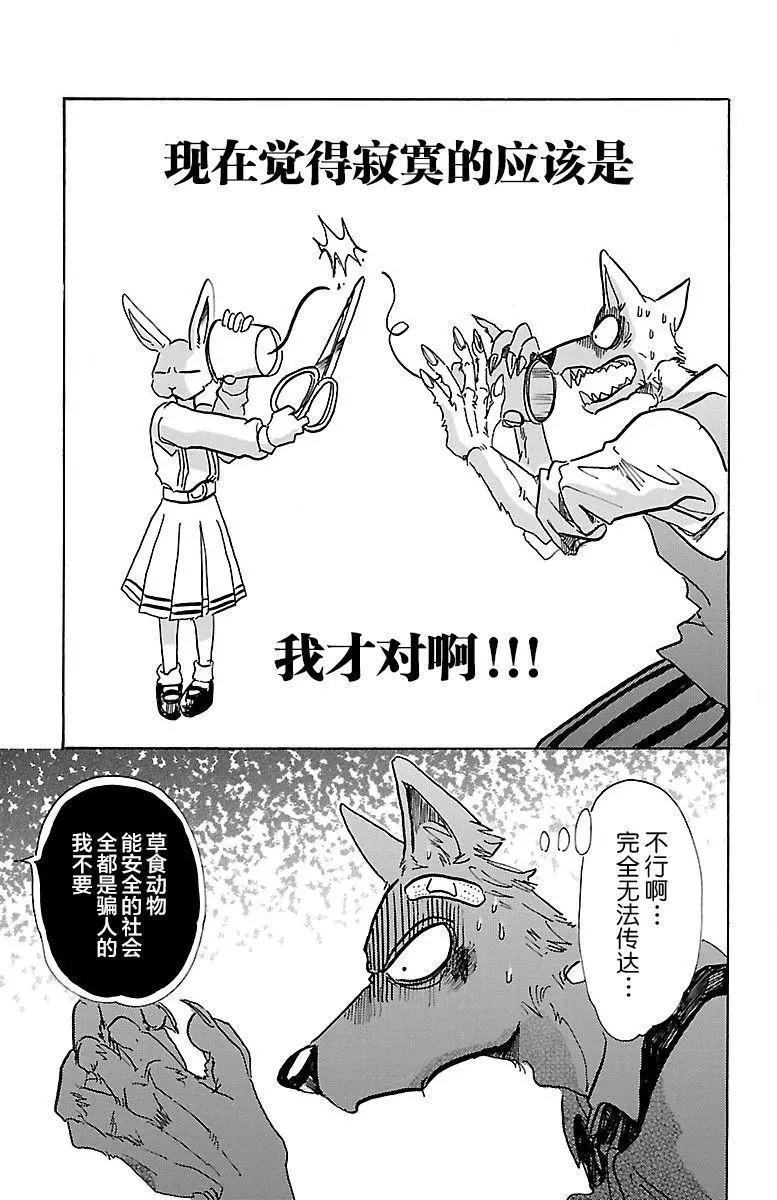 现在觉得寂寞的应该是
我才对啊!!!
不行啊…
完全无法传达…
草食动物
能安全的社会
全都是骗人的
我不要